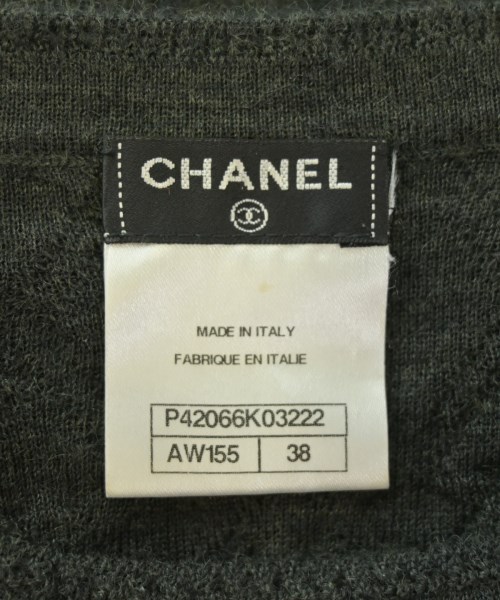 CHANEL
MADE IN ITALY
FABRIQUE EN ITALIE
P42066K03222
AW155 38